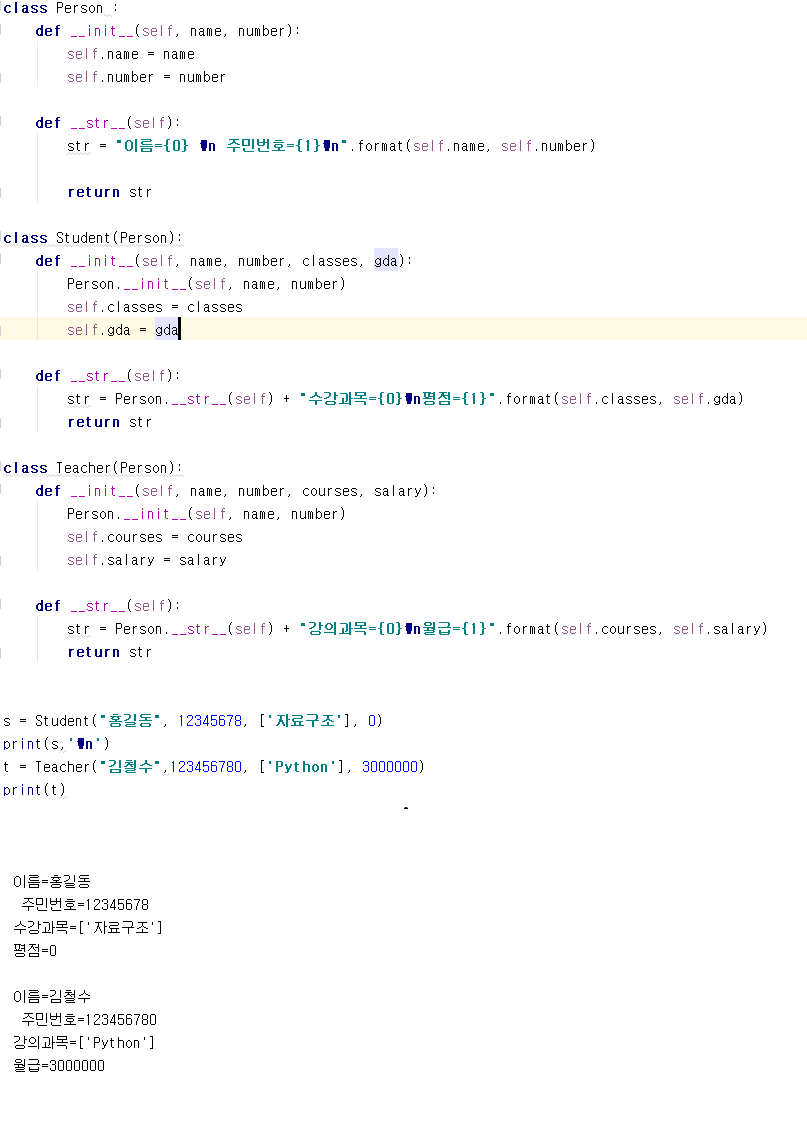 class Person :
def __init__(self, name, number):
self.name = name
self.number = number
def __str__(self):
str = "이름={0} ₩n 주민번호={1}₩n".format(self.name, self.number)
return str
class Student(Person):
def __init__(self, name, number, classes, gda):
Person.__init__(self, name, number)
self.classes = classes
self.gda = gda
def __str__(self):
str = Person.__str__(self) + "수강과목={0}₩n평점={1}".format(self.classes, self.gda)
return str
class Teacher(Person):
def __init__(self, name, number, courses, salary):
Person.__init__(self, name, number)
self.courses = courses
self.salary = salary
def __str__(self):
str = Person.__str__(self) + "강의과목={0}₩n월급={1}".format(self.courses, self.salary)
return str
s = Student("홍길동", 12345678, ['자료구조'], 0)
print(s,'₩n')
t = Teacher("김철수",123456780, ['Python'], 3000000)
print(t)
이름=홍길동
주민번호=12345678
수강과목=['자료구조']
평점=0
이름=김철수
주민번호=123456780
강의과목=['Python']
월급=3000000